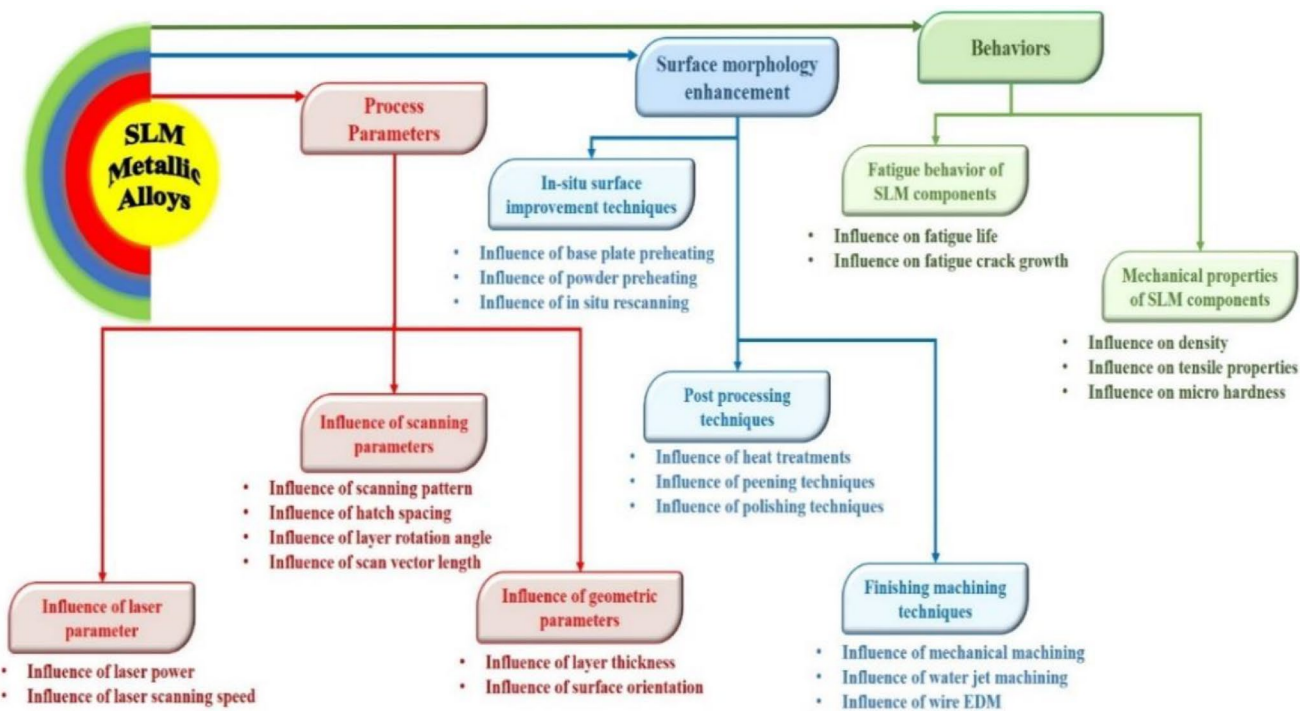 SLM
Metallic
Alloys
Process
Parameters
Surface morphology
enhancement
Behaviors
In-situ surface
improvement techniques
• Influence of base plate preheating
• Influence of powder preheating
• Influence of in situ rescanning
Fatigue behavior of
SLM components
• Influence on fatigue life
• Influence on fatigue crack growth
Mechanical properties
of SLM components
• Influence on density
• Influence on tensile properties
• Influence on micro hardness
Influence of scanning
parameters
• Influence of scanning pattern
• Influence of hatch spacing
• Influence of layer rotation angle
• Influence of scan vector length
Post processing
techniques
• Influence of heat treatments
• Influence of peening techniques
• Influence of polishing techniques
Influence of laser
parameter
• Influence of laser power
• Influence of laser scanning speed
Influence of geometric
parameters
• Influence of layer thickness
• Influence of surface orientation
Finishing machining
techniques
• Influence of mechanical machining
• Influence of water jet machining
• Influence of wire EDM